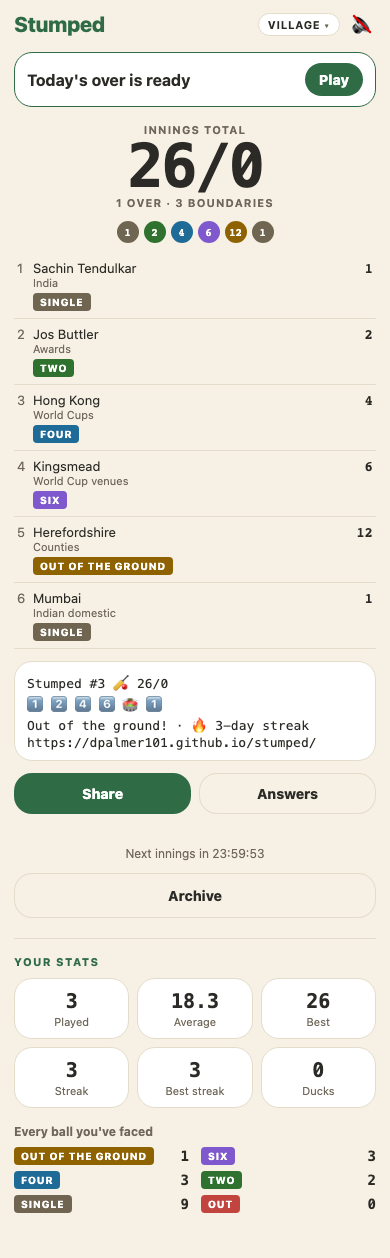 Stumped
VILLAGE ▾
Today's over is ready
Play
INNINGS TOTAL
26/0
1 OVER · 3 BOUNDARIES
1 2 4 6 12 1
1 Sachin Tendulkar 1
India
SINGLE
2 Jos Buttler 2
Awards
TWO
3 Hong Kong 4
World Cups
FOUR
4 Kingsmead 6
World Cup venues
SIX
5 Herefordshire 12
Counties
OUT OF THE GROUND
6 Mumbai 1
Indian domestic
SINGLE
Stumped #3 🏏 26/0
1️⃣ 2️⃣ 4️⃣ 6️⃣ 🏟️ 1️⃣
Out of the ground! · 🔥 3-day streak
https://dpalmer101.github.io/stumped/
Share
Answers
Next innings in 23:59:53
Archive
YOUR STATS
3 18.3 26
Played Average Best
3 3 0
Streak Best streak Ducks
Every ball you've faced
OUT OF THE GROUND 1 SIX 3
FOUR 3 TWO 2
SINGLE 9 OUT 0